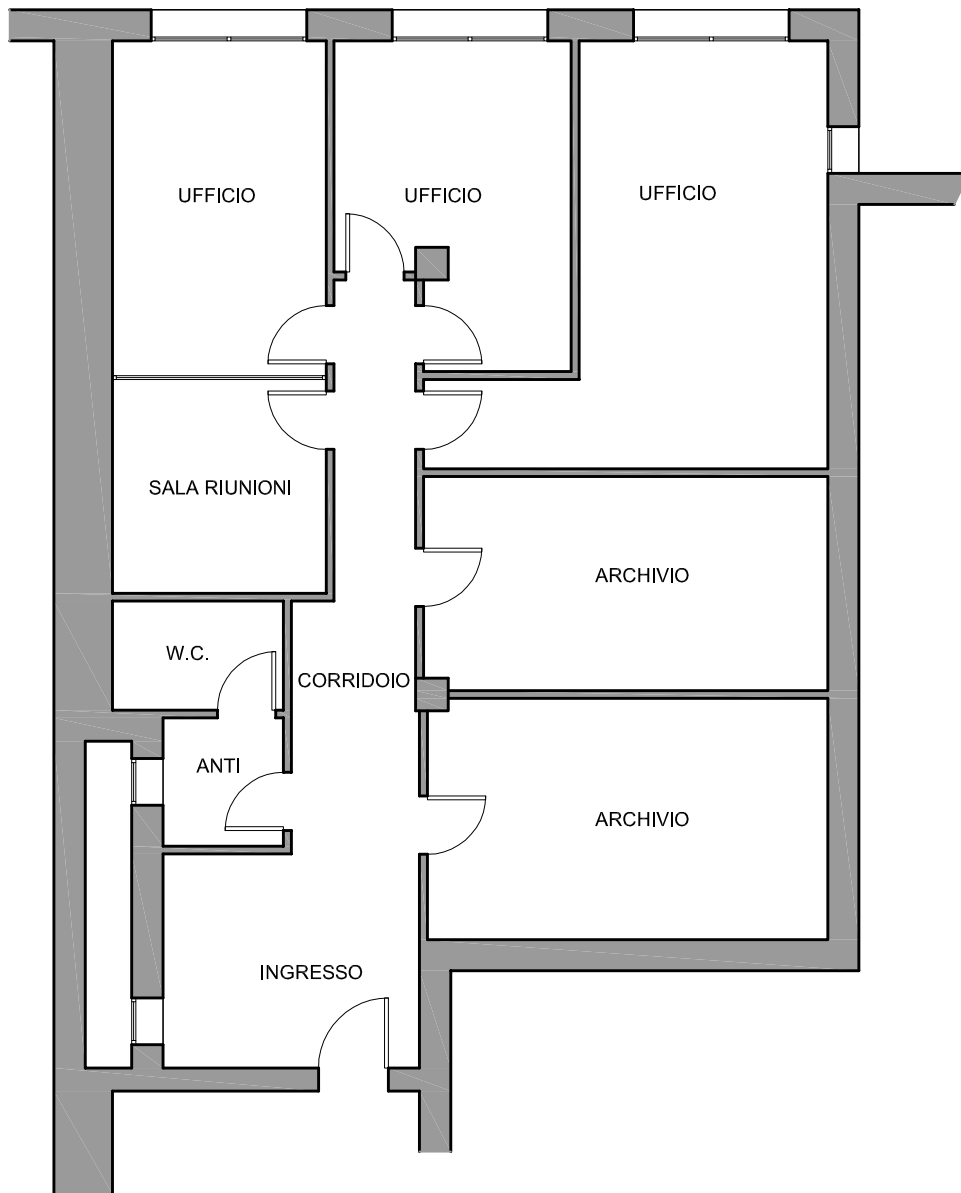 UFFICIO
UFFICIO
UFFICIO
SALA RIUNIONI
ARCHIVIO
W.C.
CORRIDOIO
ANTI
ARCHIVIO
INGRESSO